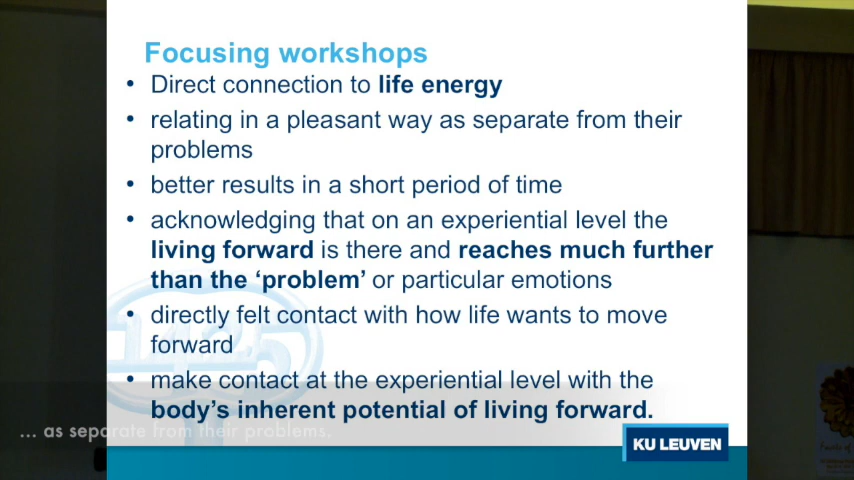 Focusing workshops
• Direct connection to life energy
• relating in a pleasant way as separate from their
problems
• better results in a short period of time
• acknowledging that on an experiential level the
living forward is there and reaches much further
than the ‘problem’ or particular emotions
• directly felt contact with how life wants to move
forward
• make contact at the experiential level with the
body’s inherent potential of living forward.
... as separate from their problems.
KU LEUVEN